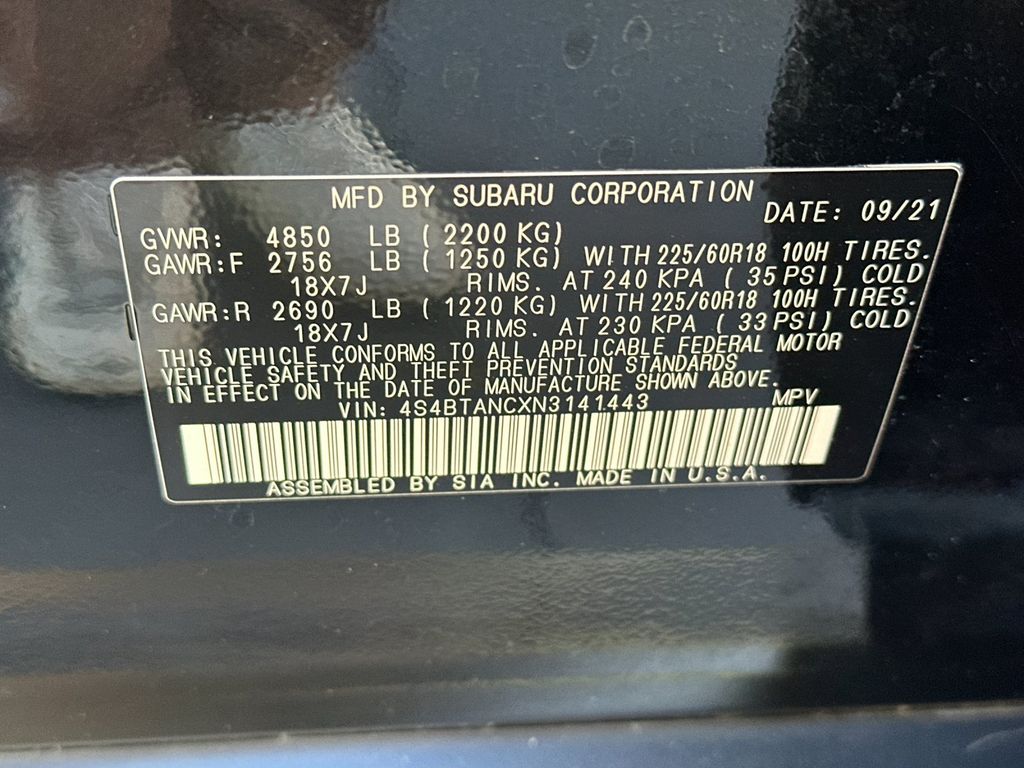 MFD BY SUBARU CORPORATION
DATE: 09/21
GVWR: 4850 LB ( 2200 KG)
GAWR:F 2756 LB ( 1250 KG) WITH 225/60R18 100H TIRES.
18X7J RIMS. AT 240 KPA ( 35 PSI) COLD
GAWR:R 2690 LB ( 1220 KG) WITH 225/60R18 100H TIRES.
18X7J RIMS. AT 230 KPA ( 33 PSI) COLD
THIS VEHICLE CONFORMS TO ALL APPLICABLE FEDERAL MOTOR
VEHICLE SAFETY AND THEFT PREVENTION STANDARDS
IN EFFECT ON THE DATE OF MANUFACTURE SHOWN ABOVE.
VIN: 4S4BTANCXN3141443 MPV
ASSEMBLED BY SIA INC. MADE IN U.S.A.